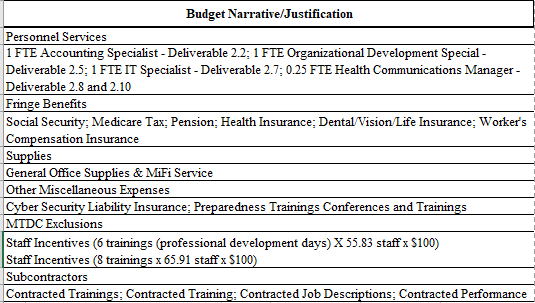 Budget Narrative/Justification
Personnel Services
1 FTE Accounting Specialist - Deliverable 2.2; 1 FTE Organizational Development Special -
Deliverable 2.5; 1 FTE IT Specialist - Deliverable 2.7; 0.25 FTE Health Communications Manager -
Deliverable 2.8 and 2.10
Fringe Benefits
Social Security; Medicare Tax; Pension; Health Insurance; Dental/Vision/Life Insurance; Worker's
Compensation Insurance
Supplies
General Office Supplies & MiFi Service
Other Miscellaneous Expenses
Cyber Security Liability Insurance; Preparedness Trainings Conferences and Trainings
MTDC Exclusions
Staff Incentives (6 trainings (professional development days) X 55.83 staff x $100)
Staff Incentives (8 trainings x 65.91 staff x $100)
Subcontractors
Contracted Trainings; Contracted Training; Contracted Job Descriptions; Contracted Performance